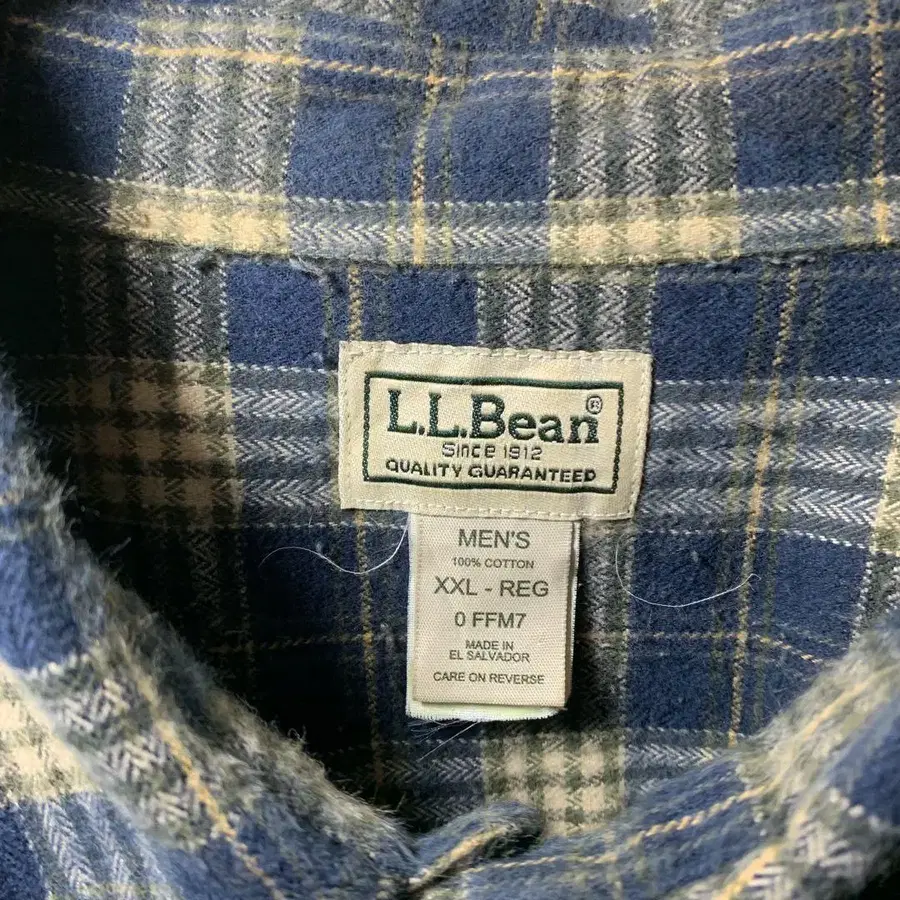 L.L.Bean®
Since 1912
QUALITY GUARANTEED
MEN'S
100% COTTON
XXL - REG
0 FFM7
MADE IN
EL SALVADOR
CARE ON REVERSE